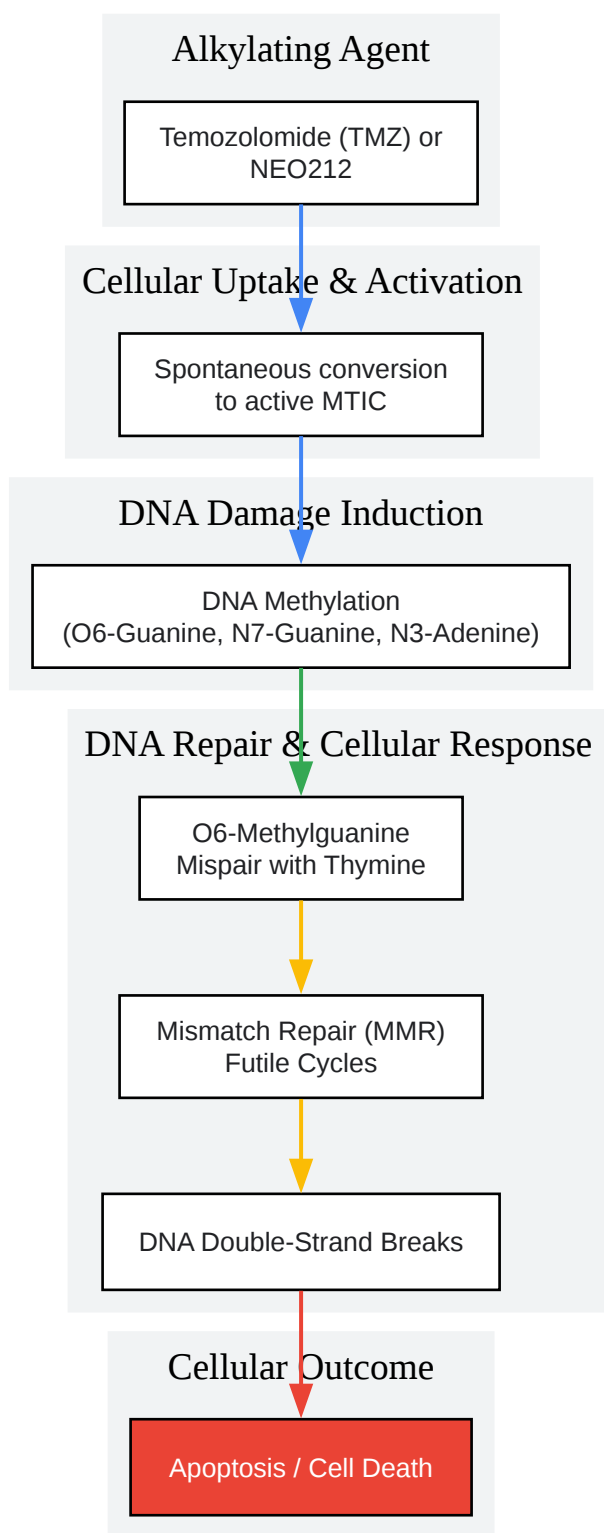 Alkylating Agent
Temozolomide (TMZ) or
NEO212
Cellular Uptake & Activation
Spontaneous conversion
to active MTIC
DNA Damage Induction
DNA Methylation
(O6-Guanine, N7-Guanine, N3-Adenine)
DNA Repair & Cellular Response
O6-Methylguanine
Mispair with Thymine
Mismatch Repair (MMR)
Futile Cycles
DNA Double-Strand Breaks
Cellular Outcome
Apoptosis / Cell Death